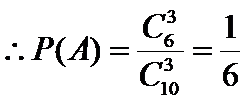 ∴P(A) = C₆³ / C₁₀³ = 1/6